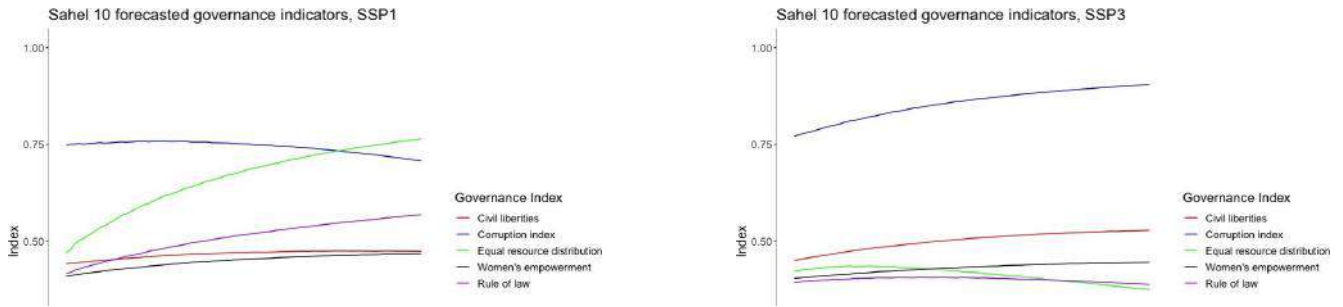 Sahel 10 forecasted governance indicators, SSP1
1.00
0.75
0.50
Index
Governance Index
Civil liberities
Corruption index
Equal resource distribution
Women's empowerment
Rule of law
Sahel 10 forecasted governance indicators, SSP3
1.00
0.75
0.50
Index
Governance Index
Civil liberities
Corruption index
Equal resource distribution
Women's empowerment
Rule of law